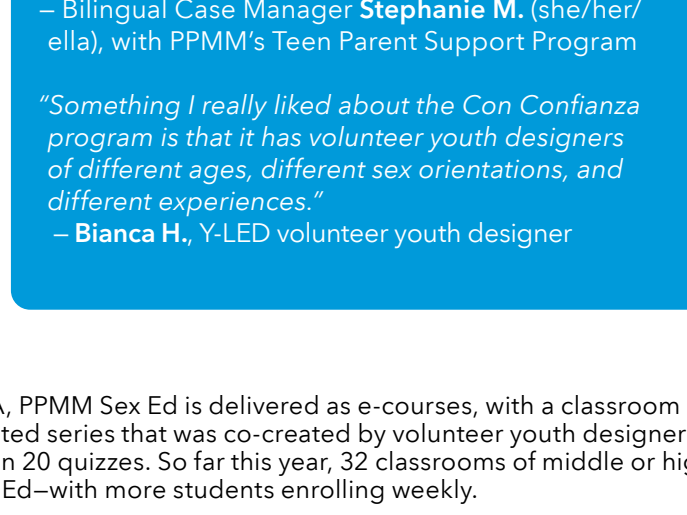 – Bilingual Case Manager Stephanie M. (she/her/
ella), with PPMM’s Teen Parent Support Program
“Something I really liked about the Con Confianza
program is that it has volunteer youth designers
of different ages, different sex orientations, and
different experiences.”
– Bianca H., Y-LED volunteer youth designer
A, PPMM Sex Ed is delivered as e-courses, with a classroom
ted series that was co-created by volunteer youth designer
n 20 quizzes. So far this year, 32 classrooms of middle or hig
Ed—with more students enrolling weekly.